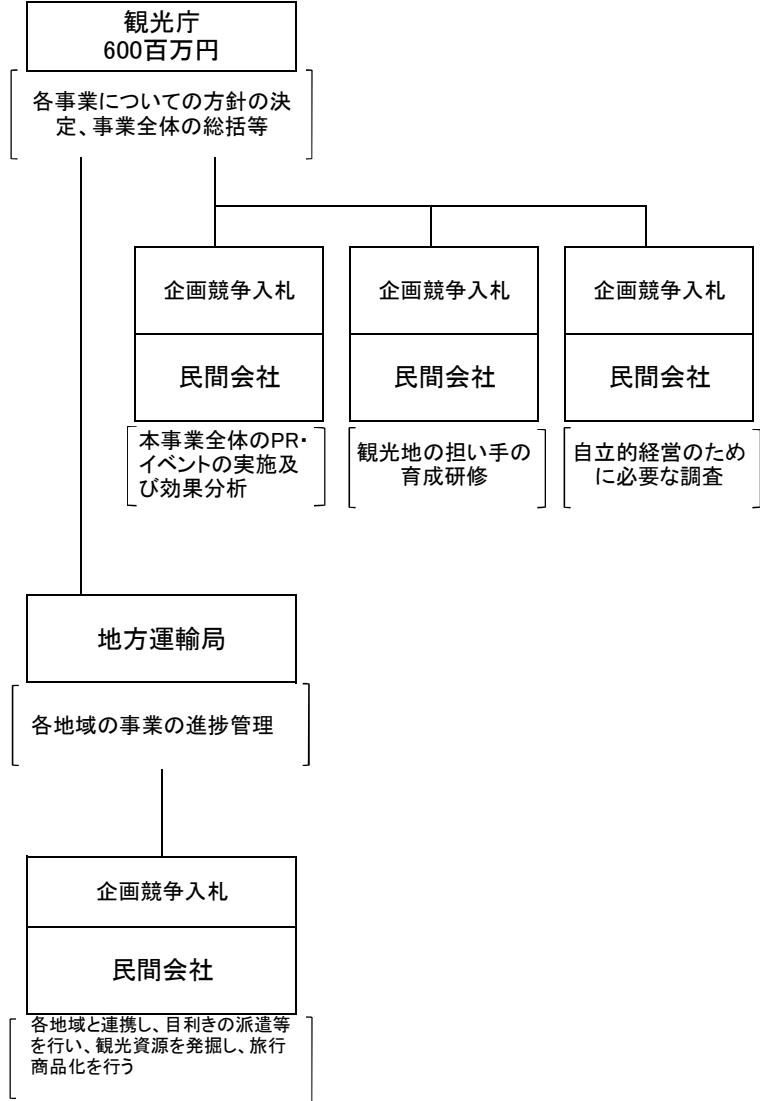 観光庁
600百万円
各事業についての方針の決
定、事業全体の総括等
企画競争入札
民間会社
本事業全体のPR・
イベントの実施及
び効果分析
企画競争入札
民間会社
観光地の担い手の
育成研修
企画競争入札
民間会社
自立的経営のため
に必要な調査
地方運輸局
各地域の事業の進捗管理
企画競争入札
民間会社
各地域と連携し、目利きの派遣等
を行い、観光資源を発掘し、旅行
商品化を行う